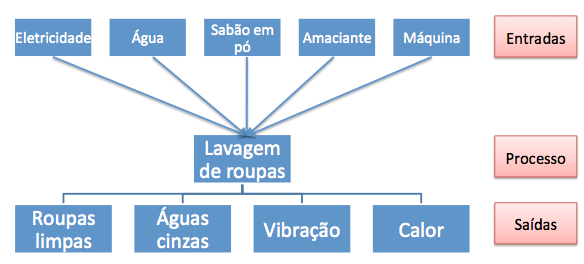 Eletricidade
Água
Sabão em
pó
Amaciante
Máquina
Entradas
Lavagem
de roupas
Processo
Roupas
limpas
Águas
cinzas
Vibração
Calor
Saídas